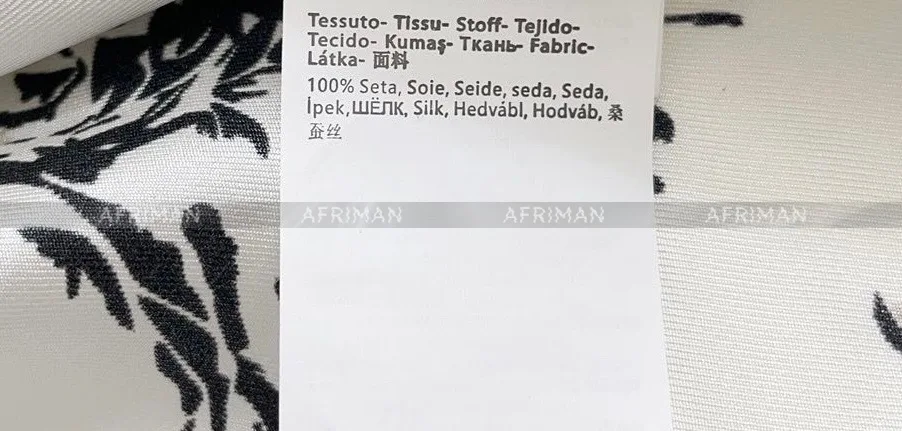 Tessuto- Tissu- Stoff- Tejido-
Tecido- Kumaş- Ткань- Fabric-
Látka- 面料
100% Seta, Soie, Seide, seda, Seda,
İpek,ШЁЛК, Silk, Hedvábl, Hodváb, 桑
蚕丝
AFRIMAN AFRIMAN AFRIMAN AFRIMAN